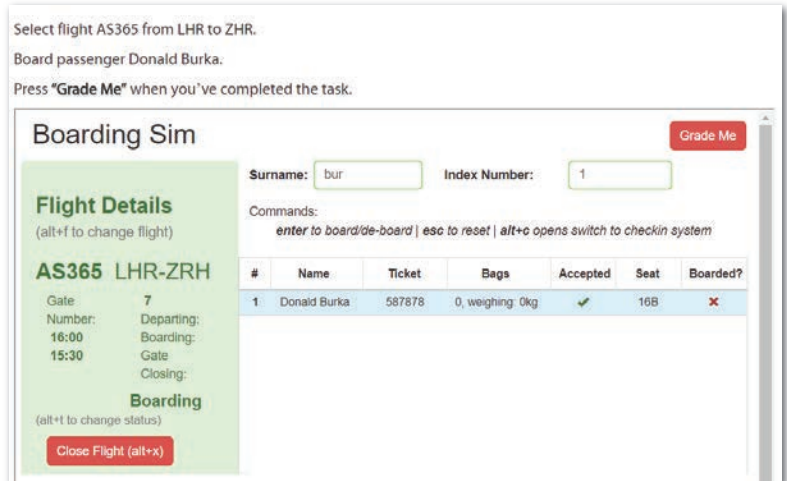 Select flight AS365 from LHR to ZHR.
Board passenger Donald Burka.
Press "Grade Me" when you've completed the task.
Boarding Sim
Grade Me
Flight Details
(alt+f to change flight)
AS365 LHR-ZRH
Gate 7
Number: Departing:
16:00 Boarding:
15:30 Gate
Closing:
Boarding
(alt+t to change status)
Close Flight (alt+x)
Surname: bur Index Number: 1
Commands:
enter to board/de-board | esc to reset | alt+c opens switch to checkin system
# Name Ticket Bags Accepted Seat Boarded?
1 Donald Burka 587878 0, weighing: 0kg ✔ 16B ✖